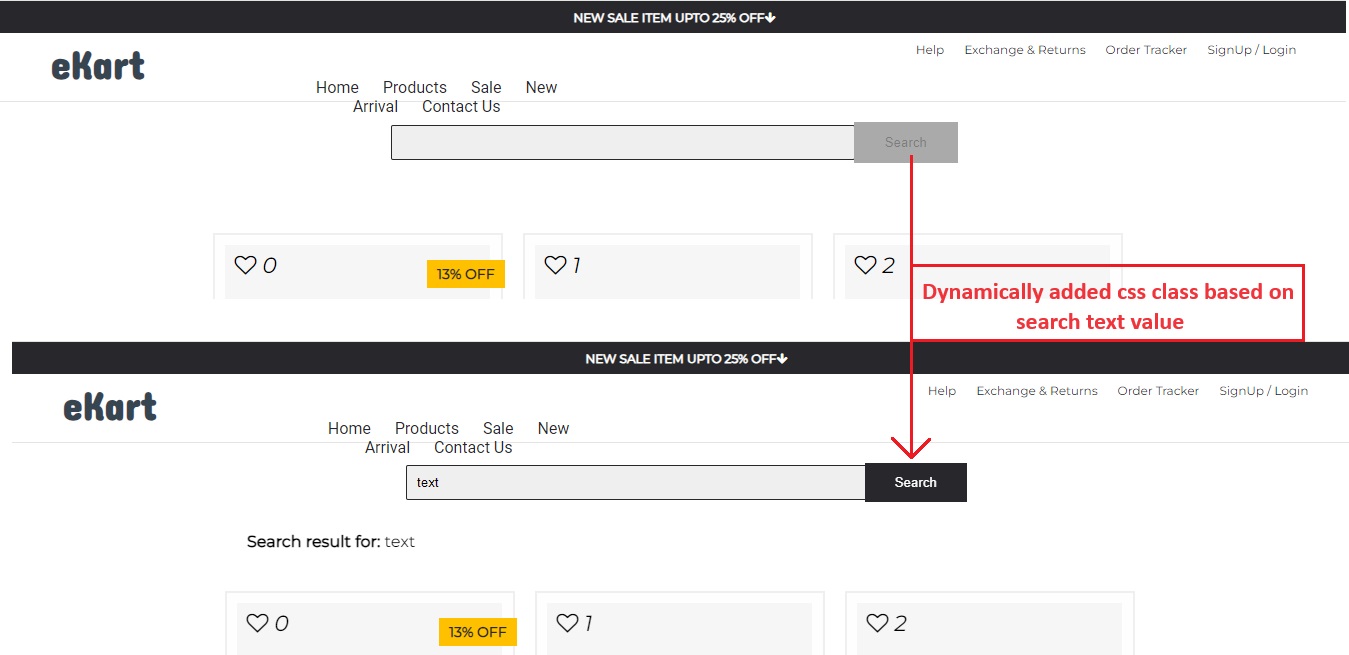 NEW SALE ITEM UPTO 25% OFF
eKart
Help Exchange & Returns Order Tracker SignUp / Login
Home Products Sale New
Arrival Contact Us
Search
0
13% OFF
1
2
Dynamically added css class based on
search text value
NEW SALE ITEM UPTO 25% OFF
eKart
Help Exchange & Returns Order Tracker SignUp / Login
Home Products Sale New
Arrival Contact Us
text Search
Search result for: text
0
13% OFF
1
2